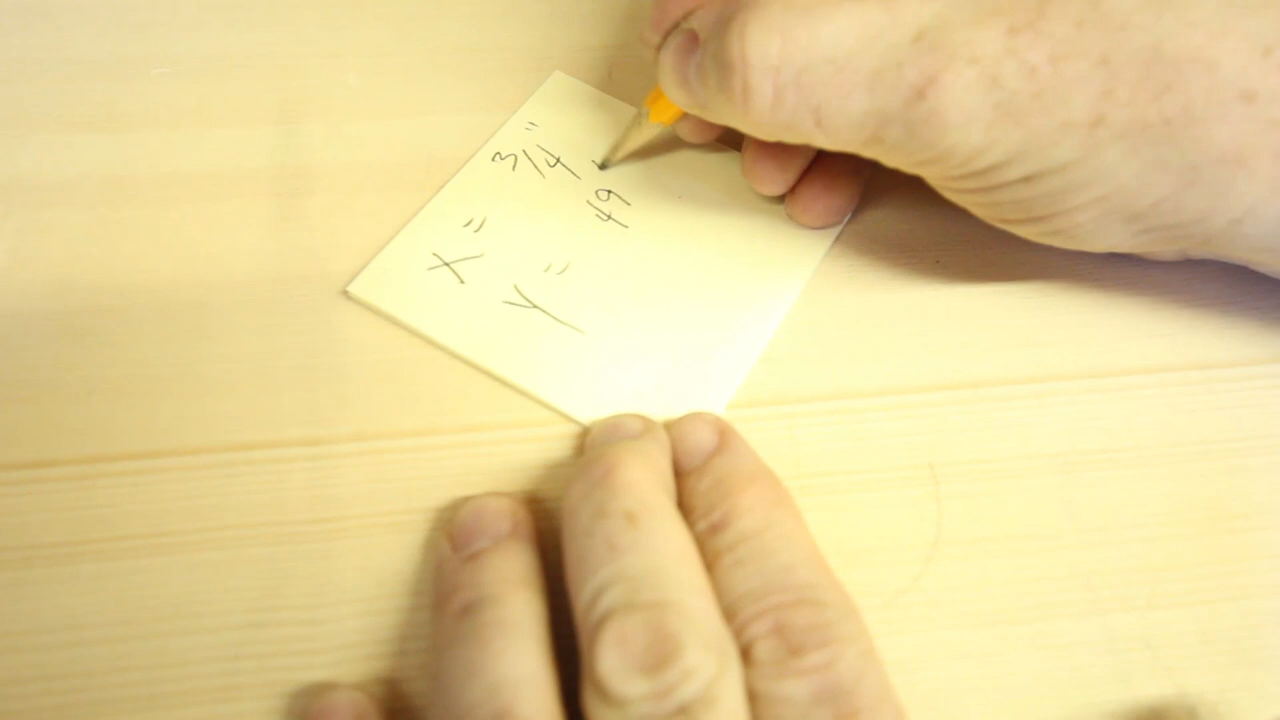 X = 3/4"
Y = 49